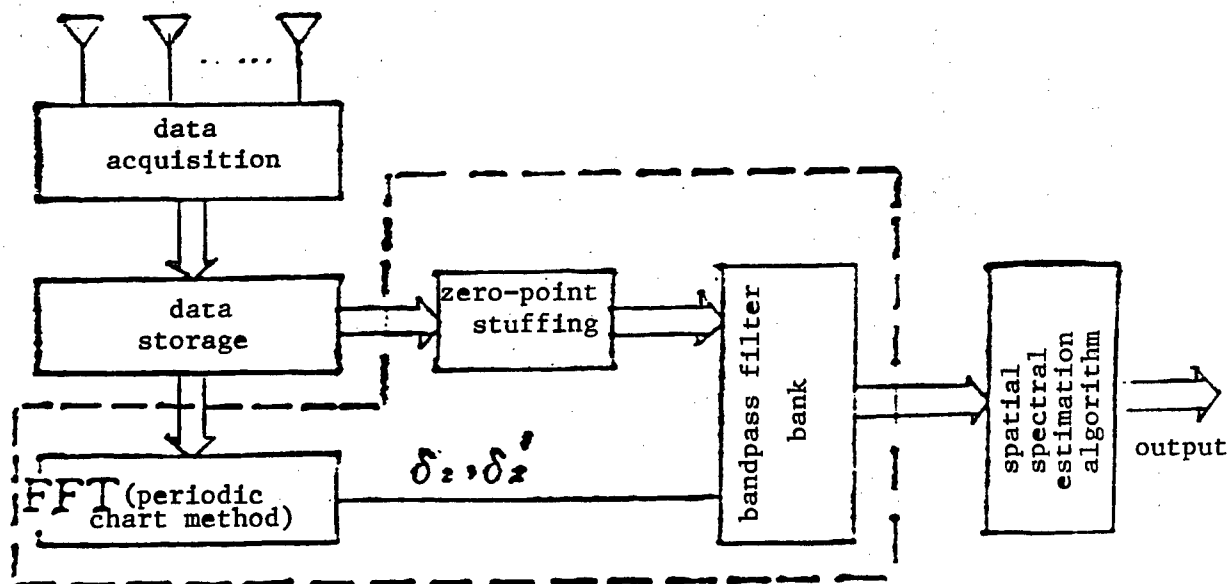 data
acquisition
data
storage
zero-point
stuffing
bandpass filter
bank
spatial
spectral
estimation
algorithm
output
FFT (periodic
chart method)